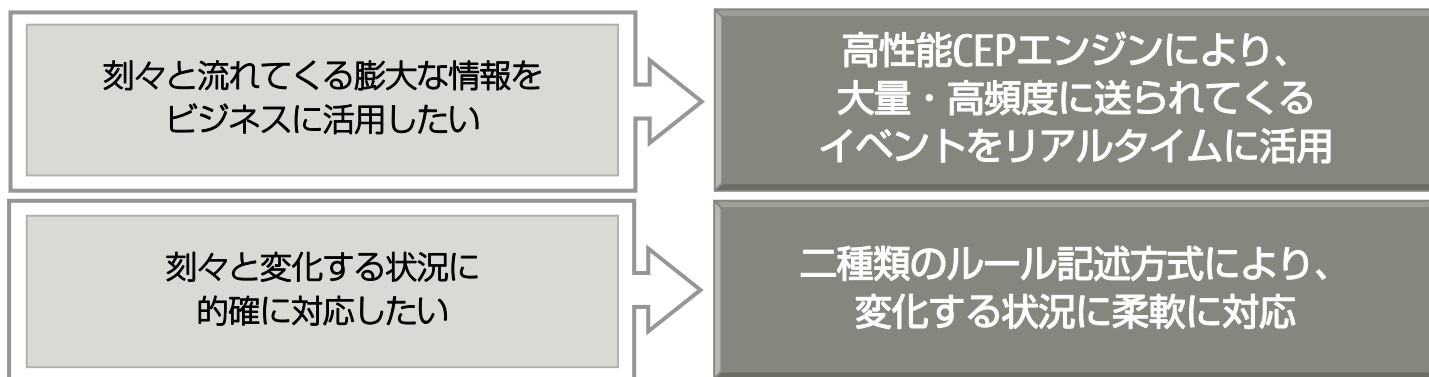 刻々と流れてくる膨大な情報を
ビジネスに活用したい
高性能CEPエンジンにより、
大量・高頻度に送られてくる
イベントをリアルタイムに活用
刻々と変化する状況に
的確に対応したい
二種類のルール記述方式により、
変化する状況に柔軟に対応